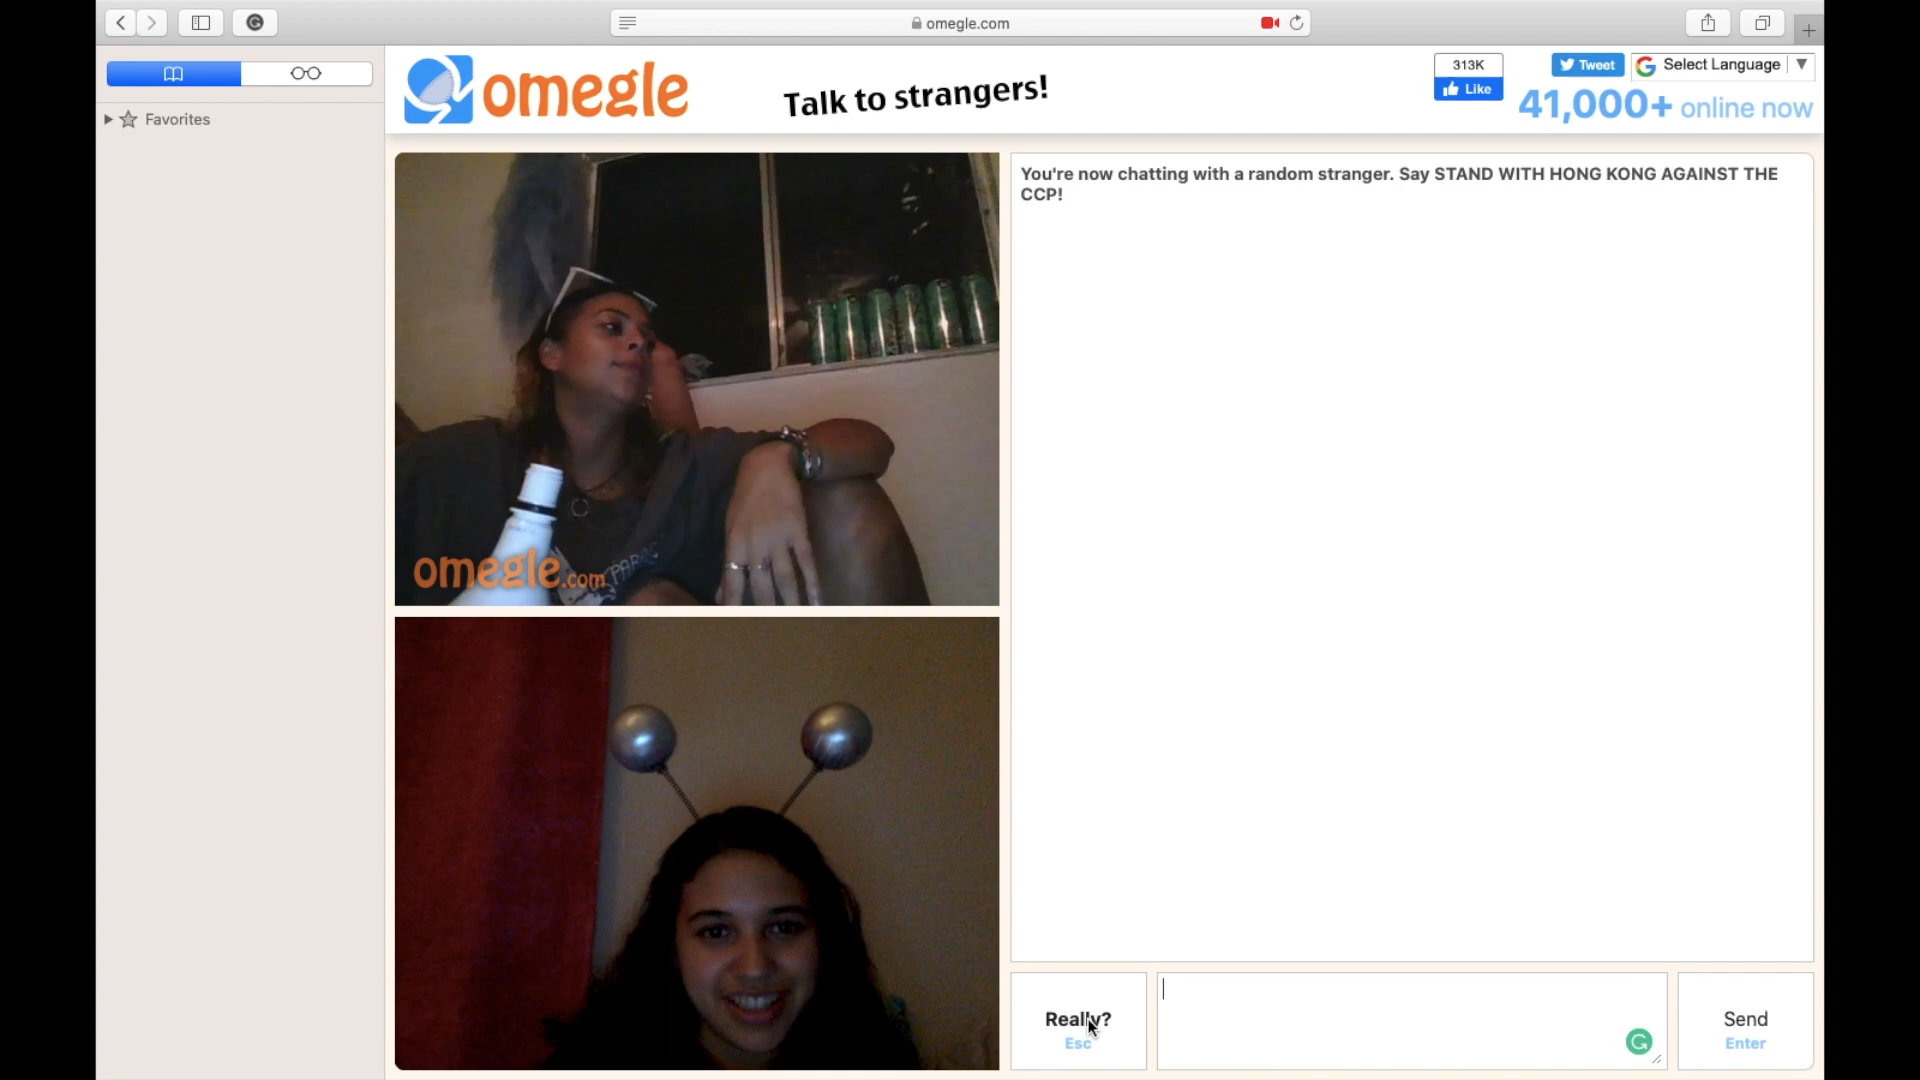 omegle.com
omegle
Talk to strangers!
313K
Like
Tweet
Select Language
41,000+ online now
Favorites
You're now chatting with a random stranger. Say STAND WITH HONG KONG AGAINST THE
CCP!
omegle.com
Really?
Esc
Send
Enter